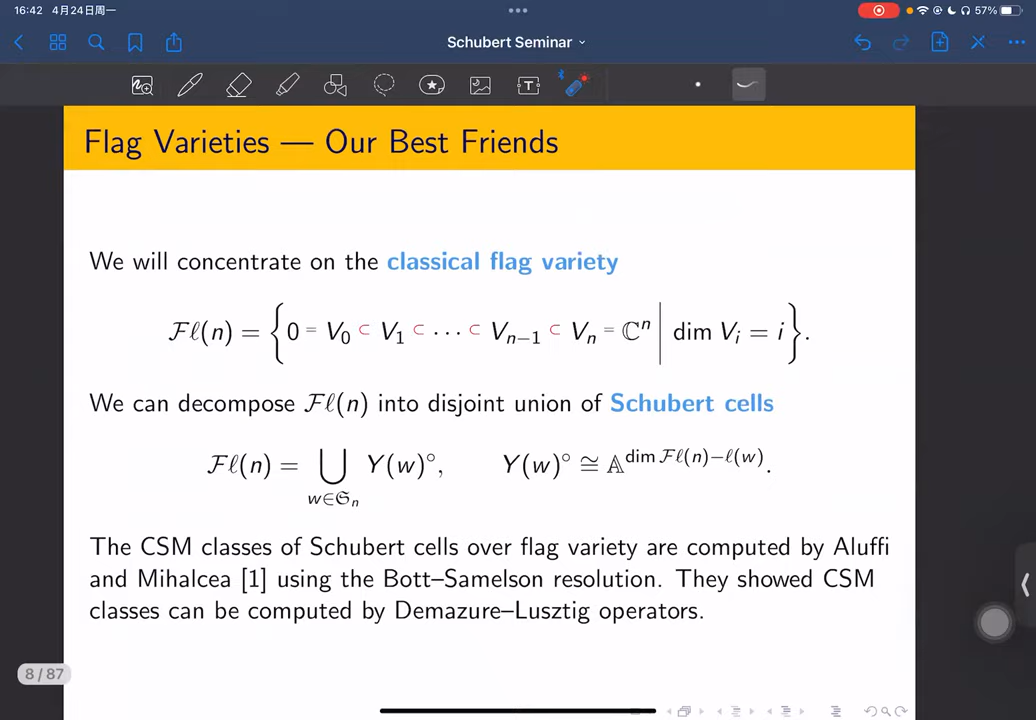 16:42 4月24日周一
57%
Schubert Seminar
Flag Varieties — Our Best Friends
We will concentrate on the classical flag variety
𝓕ℓ(n) = { 0 = V₀ ⊂ V₁ ⊂ ⋯ ⊂ Vₙ₋₁ ⊂ Vₙ = ℂⁿ | dim Vᵢ = i }.
We can decompose 𝓕ℓ(n) into disjoint union of Schubert cells
𝓕ℓ(n) = ⋃_{w∈𝔖ₙ} Y(w)°, Y(w)° ≅ 𝔸^{dim 𝓕ℓ(n)−ℓ(w)}.
The CSM classes of Schubert cells over flag variety are computed by Aluffi
and Mihalcea [1] using the Bott–Samelson resolution. They showed CSM
classes can be computed by Demazure–Lusztig operators.
8 / 87